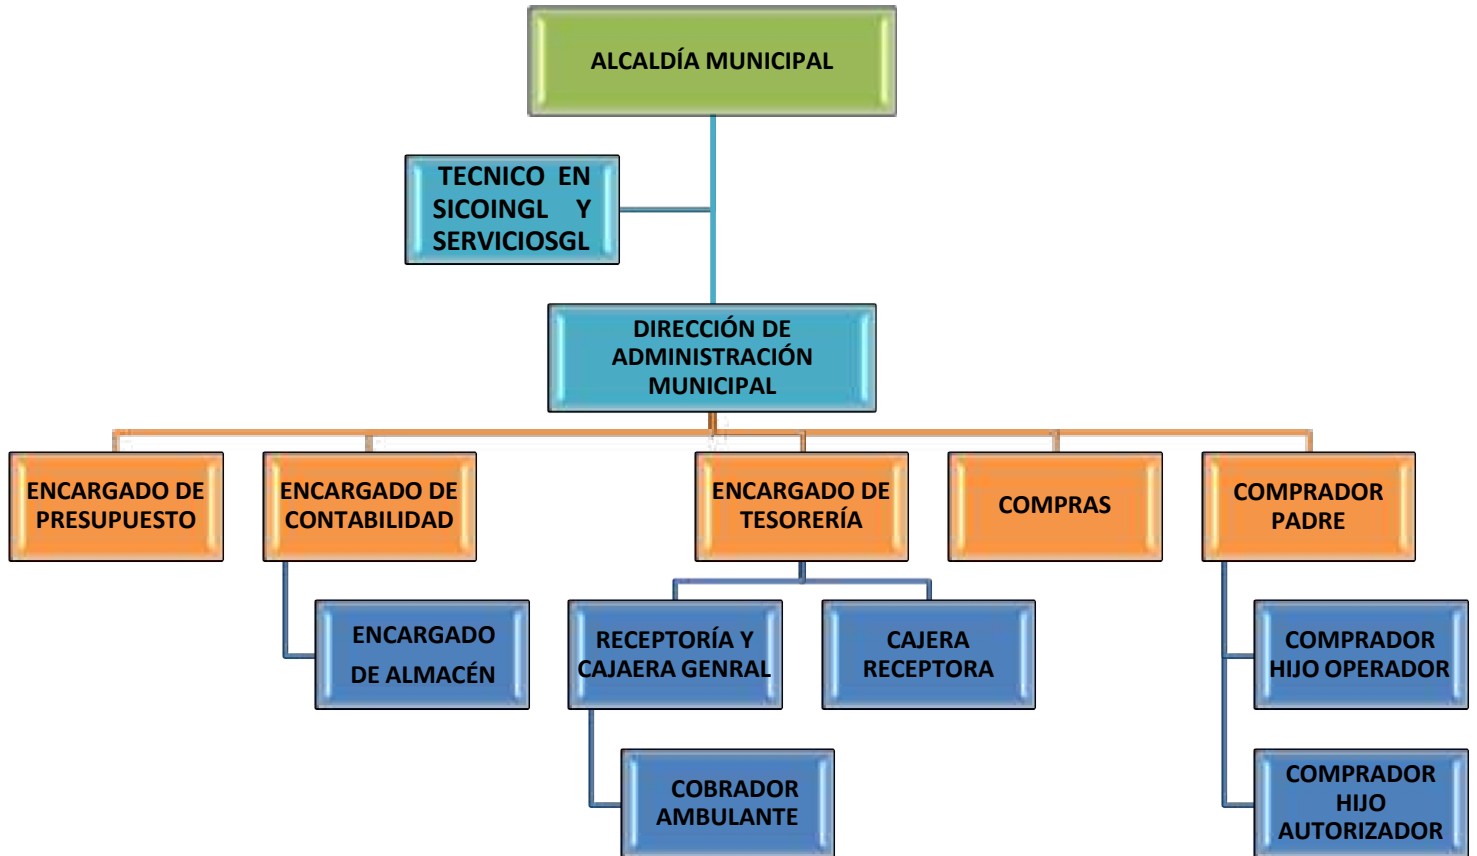 ALCALDÍA MUNICIPAL
TECNICO EN
SICOINGL Y
SERVICIOSGL
DIRECCIÓN DE
ADMINISTRACIÓN
MUNICIPAL
ENCARGADO DE
PRESUPUESTO
ENCARGADO DE
CONTABILIDAD
ENCARGADO DE
TESORERÍA
COMPRAS
COMPRADOR
PADRE
ENCARGADO
DE ALMACÉN
RECEPTORÍA Y
CAJAERA GENRAL
CAJERA
RECEPTORA
COMPRADOR
HIJO OPERADOR
COBRADOR
AMBULANTE
COMPRADOR
HIJO
AUTORIZADOR